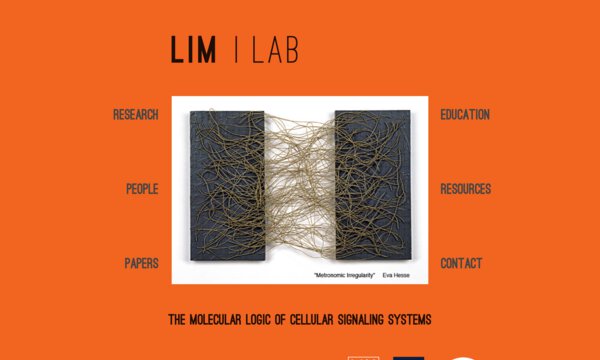 LIM | LAB
RESEARCH
EDUCATION
PEOPLE
RESOURCES
PAPERS
CONTACT
"Metronomic Irregularity" Eva Hesse
THE MOLECULAR LOGIC OF CELLULAR SIGNALING SYSTEMS